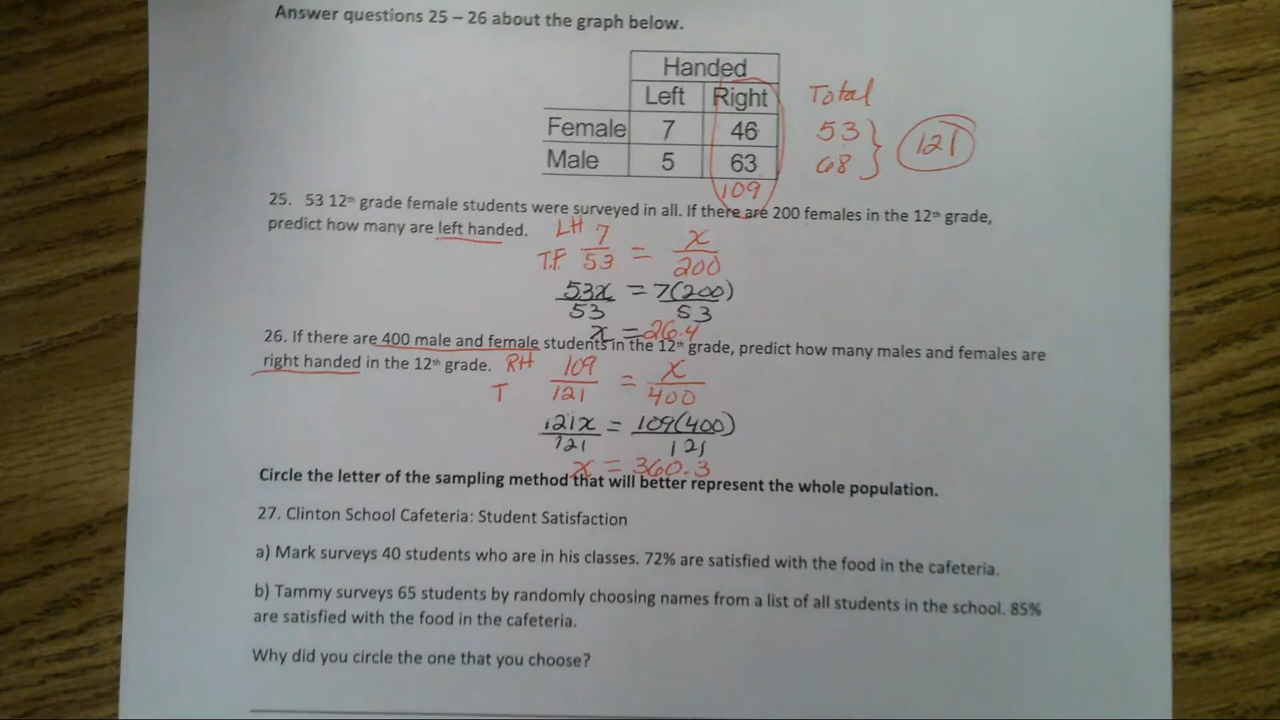 Answer questions 25 – 26 about the graph below.
Handed
Left Right Total
Female 7 46 53
Male 5 63 68 } 121
109
25. 53 12th grade female students were surveyed in all. If there are 200 females in the 12th grade,
predict how many are left handed. LH 7 x
T.F 53 = 200
53x = 7(200)
53 53
x = 26.4
26. If there are 400 male and female students in the 12th grade, predict how many males and females are
right handed in the 12th grade. RH 109 x
T 121 = 400
121x = 109(400)
121 121
x = 360.3
Circle the letter of the sampling method that will better represent the whole population.
27. Clinton School Cafeteria: Student Satisfaction
a) Mark surveys 40 students who are in his classes. 72% are satisfied with the food in the cafeteria.
b) Tammy surveys 65 students by randomly choosing names from a list of all students in the school. 85%
are satisfied with the food in the cafeteria.
Why did you circle the one that you choose?